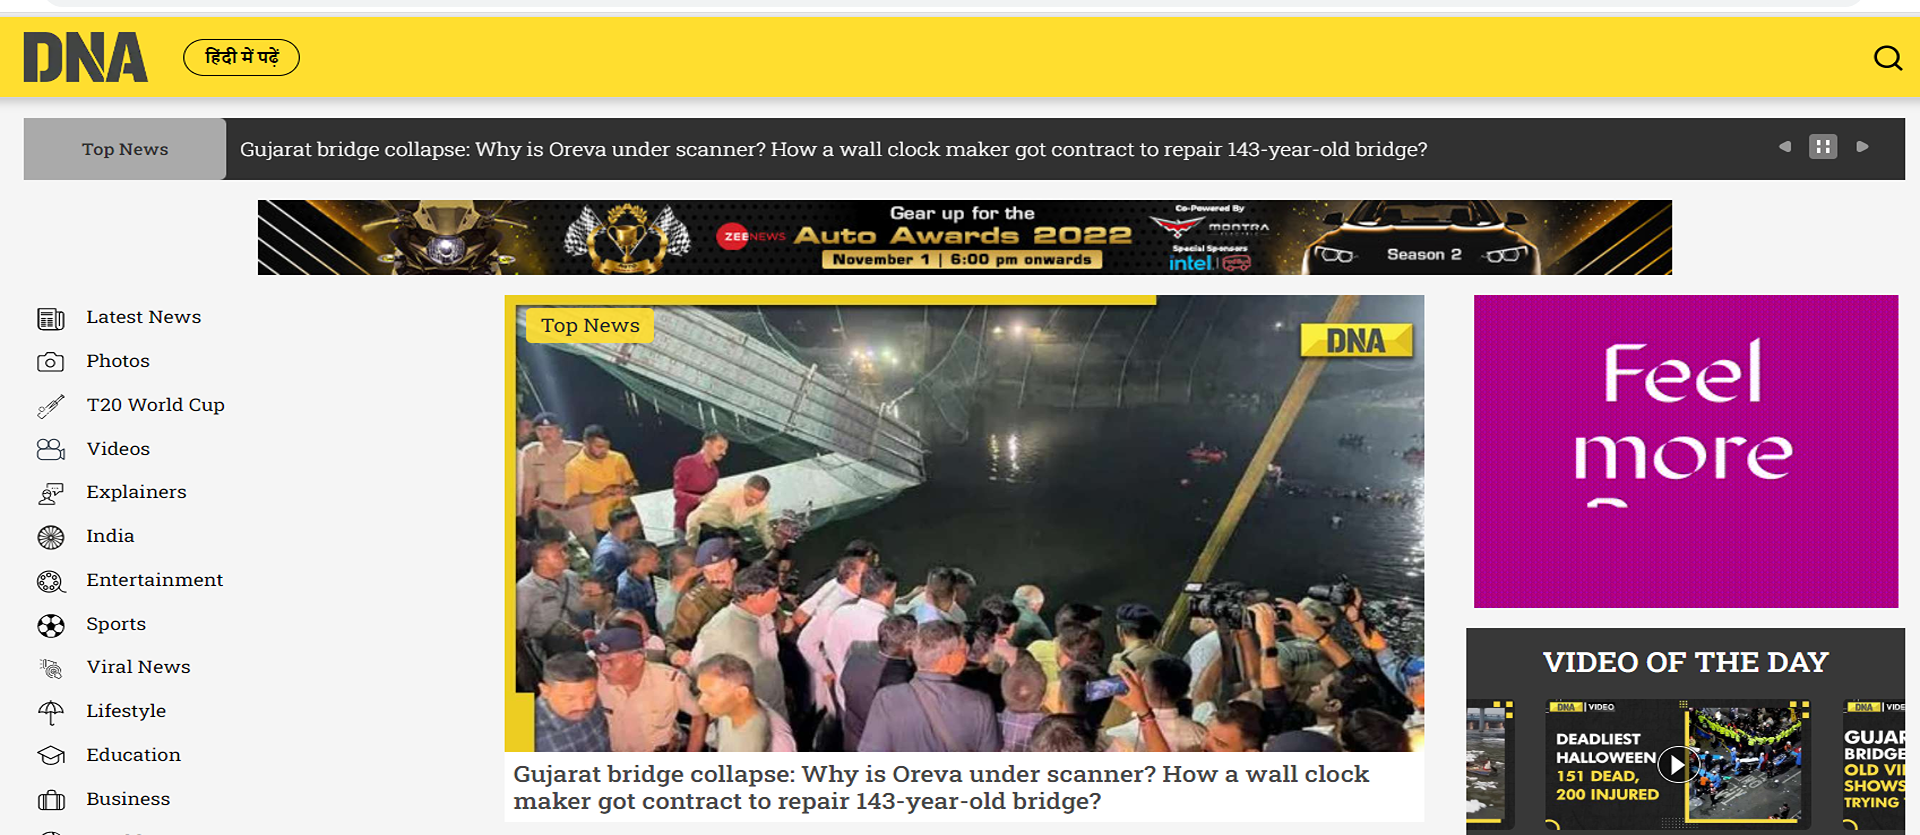 DNA
हिंदी में पढ़ें
Top News
Gujarat bridge collapse: Why is Oreva under scanner? How a wall clock maker got contract to repair 143-year-old bridge?
Gear up for the
ZEE NEWS Auto Awards 2022
November 1 | 6:00 pm onwards
Co-Powered By
MONTRA
Special Sponsors
intel
Season 2
Latest News
Photos
T20 World Cup
Videos
Explainers
India
Entertainment
Sports
Viral News
Lifestyle
Education
Business
Top News
DNA
Gujarat bridge collapse: Why is Oreva under scanner? How a wall clock
maker got contract to repair 143-year-old bridge?
Feel
more
VIDEO OF THE DAY
DNA | VIDEO
DEADLIEST
HALLOWEEN
151 DEAD,
200 INJURED
DNA | VIDE
GUJAR
BRIDGE
OLD VI
SHOWS
TRYING